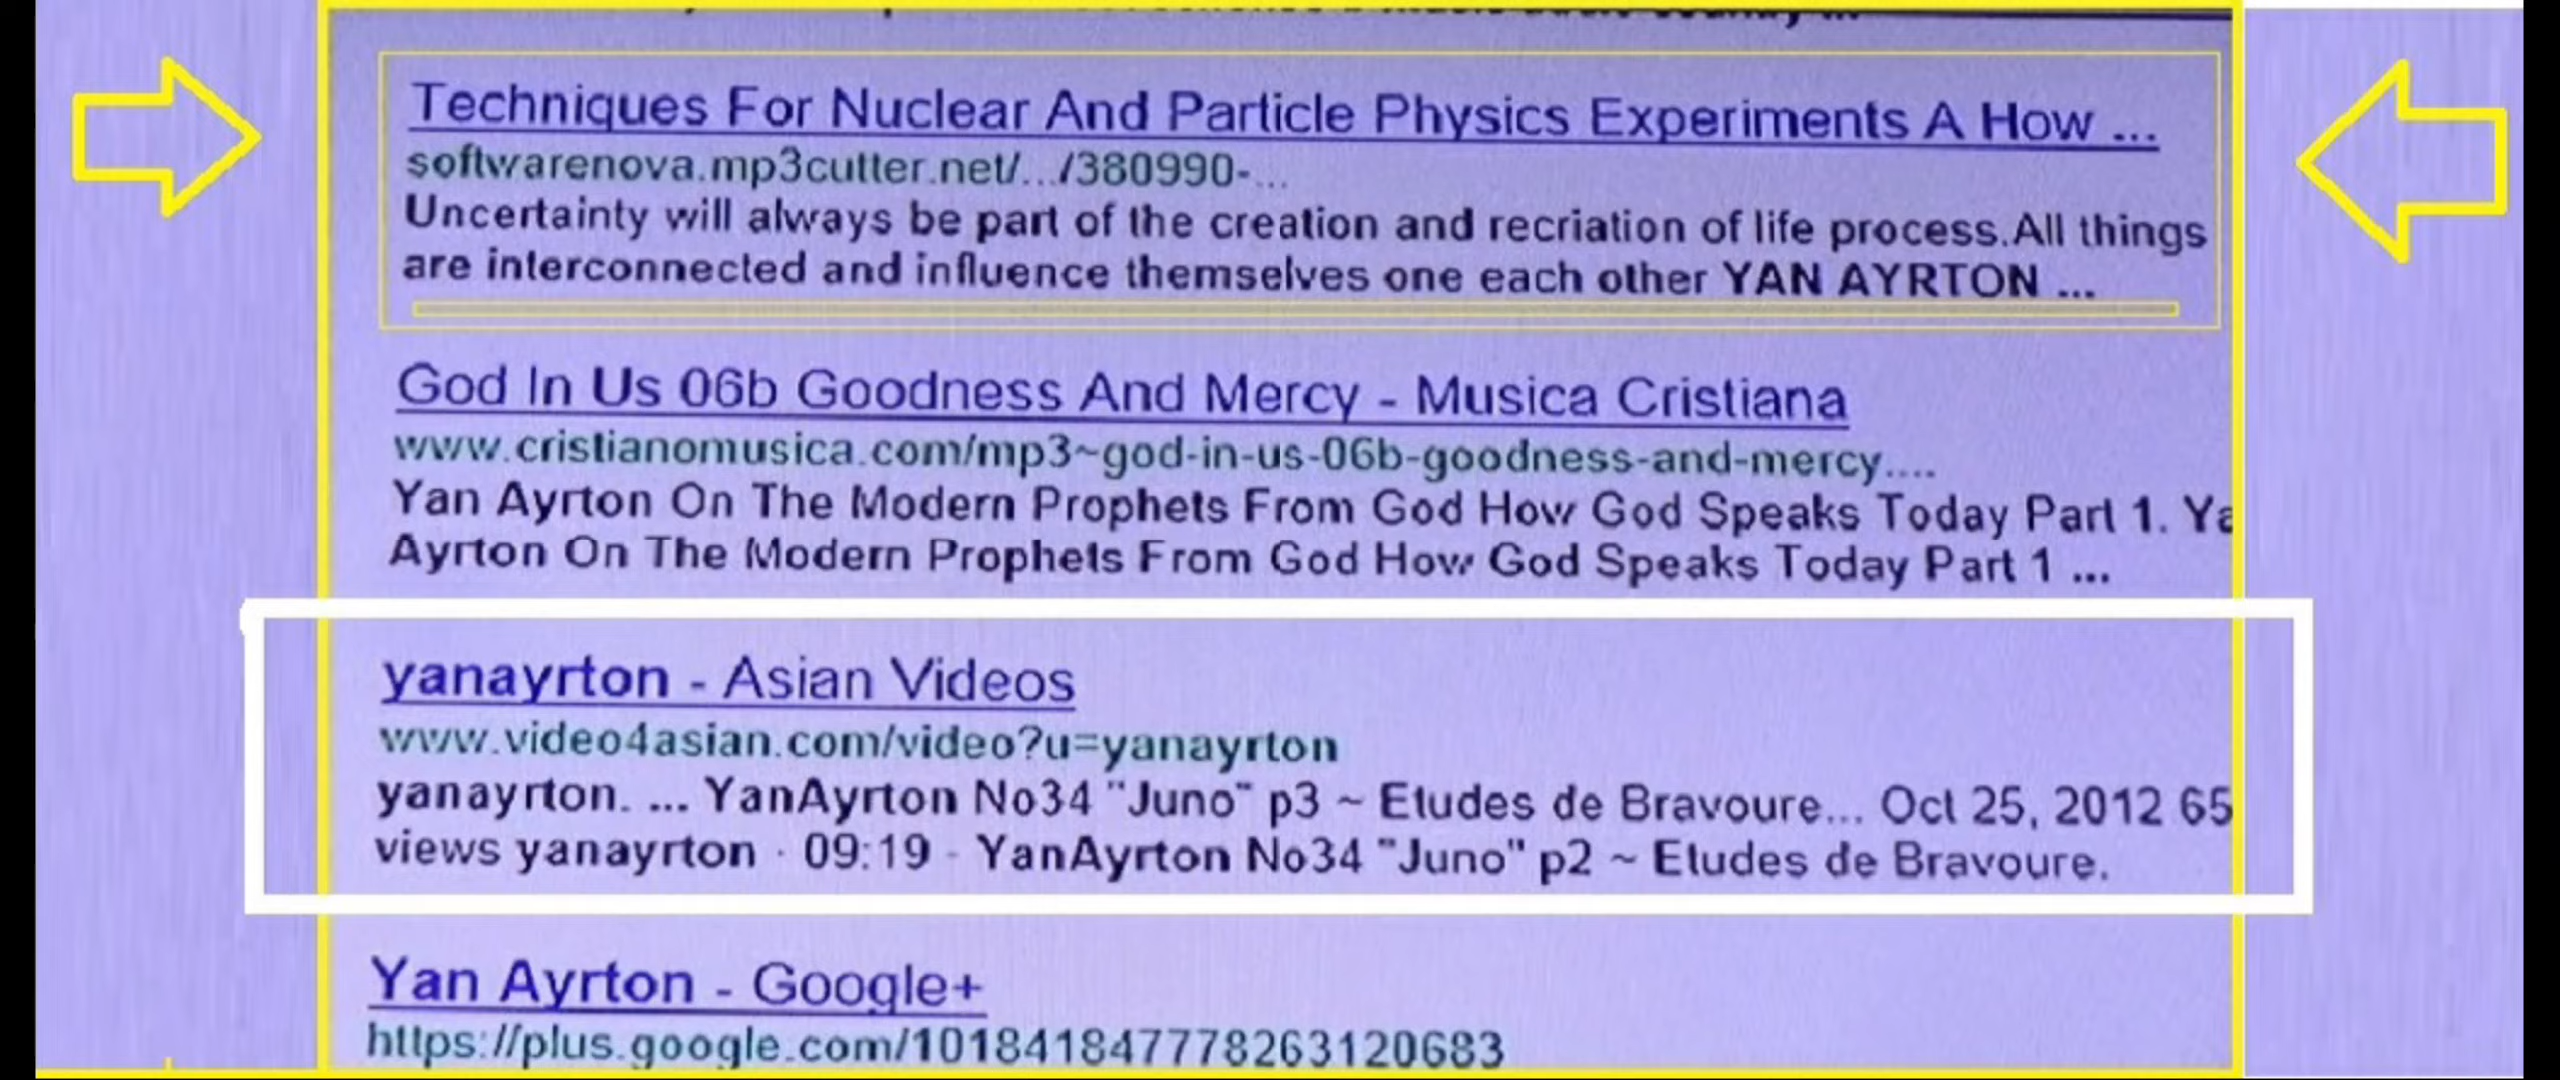 Techniques For Nuclear And Particle Physics Experiments A How ...
softwarenova.mp3cutter.net/.../380990-...
Uncertainty will always be part of the creation and recriation of life process.All things
are interconnected and influence themselves one each other YAN AYRTON ...
God In Us 06b Goodness And Mercy - Musica Cristiana
www.cristianomusica.com/mp3~god-in-us-06b-goodness-and-mercy....
Yan Ayrton On The Modern Prophets From God How God Speaks Today Part 1. Ya
Ayrton On The Modern Prophets From God How God Speaks Today Part 1 ...
yanayrton - Asian Videos
www.video4asian.com/video?u=yanayrton
yanayrton. ... YanAyrton No34 "Juno" p3 ~ Etudes de Bravoure... Oct 25, 2012 65
views yanayrton · 09:19 - YanAyrton No34 "Juno" p2 ~ Etudes de Bravoure.
Yan Ayrton - Google+
https://plus.google.com/101841847778263120683